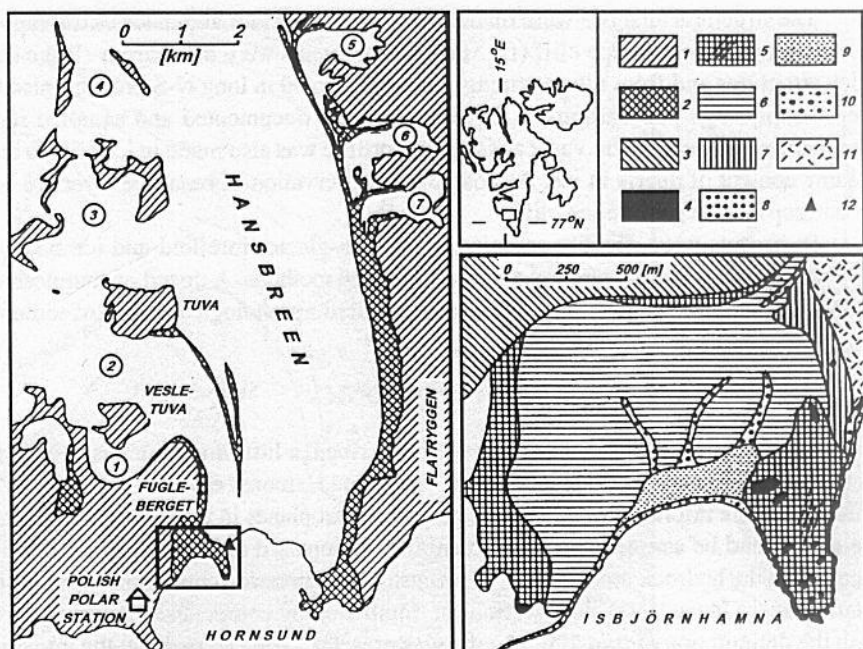 0 1 2
[km]
4
5
3
6
7
HANSBREEN
TUVA
2
VESLE-
TUVA
1
FUGLE-
BERGET
FLATRYGGEN
POLISH
POLAR
STATION
HORNSUND
15°E
77°N
1
5
9
2
6
10
3
7
11
4
8
12
0 250 500 [m]
ISBJÖRNHAMNA